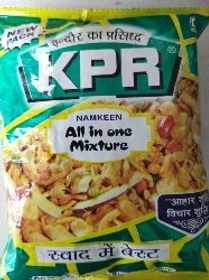 NEW
PACK
इन्दौर का प्रसिद्ध
KPR
®
NAMKEEN
All in one
Mixture
"आहार
विचार
स्वाद में बेस्ट